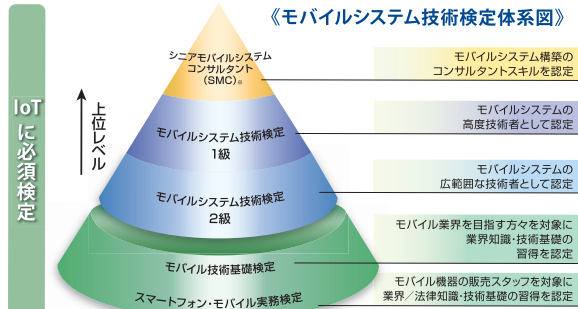 《モバイルシステム技術検定体系図》
IoTに必須検定
上位レベル
シニアモバイルシステム
コンサルタント
(SMC)※
モバイルシステム構築の
コンサルタントスキルを認定
モバイルシステム技術検定
1級
モバイルシステムの
高度技術者として認定
モバイルシステム技術検定
2級
モバイルシステムの
広範囲な技術者として認定
モバイル技術基礎検定
モバイル業界を目指す方々を対象に
業界知識・技術基礎の
習得を認定
スマートフォン・モバイル実務検定
モバイル機器の販売スタッフを対象に
業界／法律知識・技術基礎の習得を認定